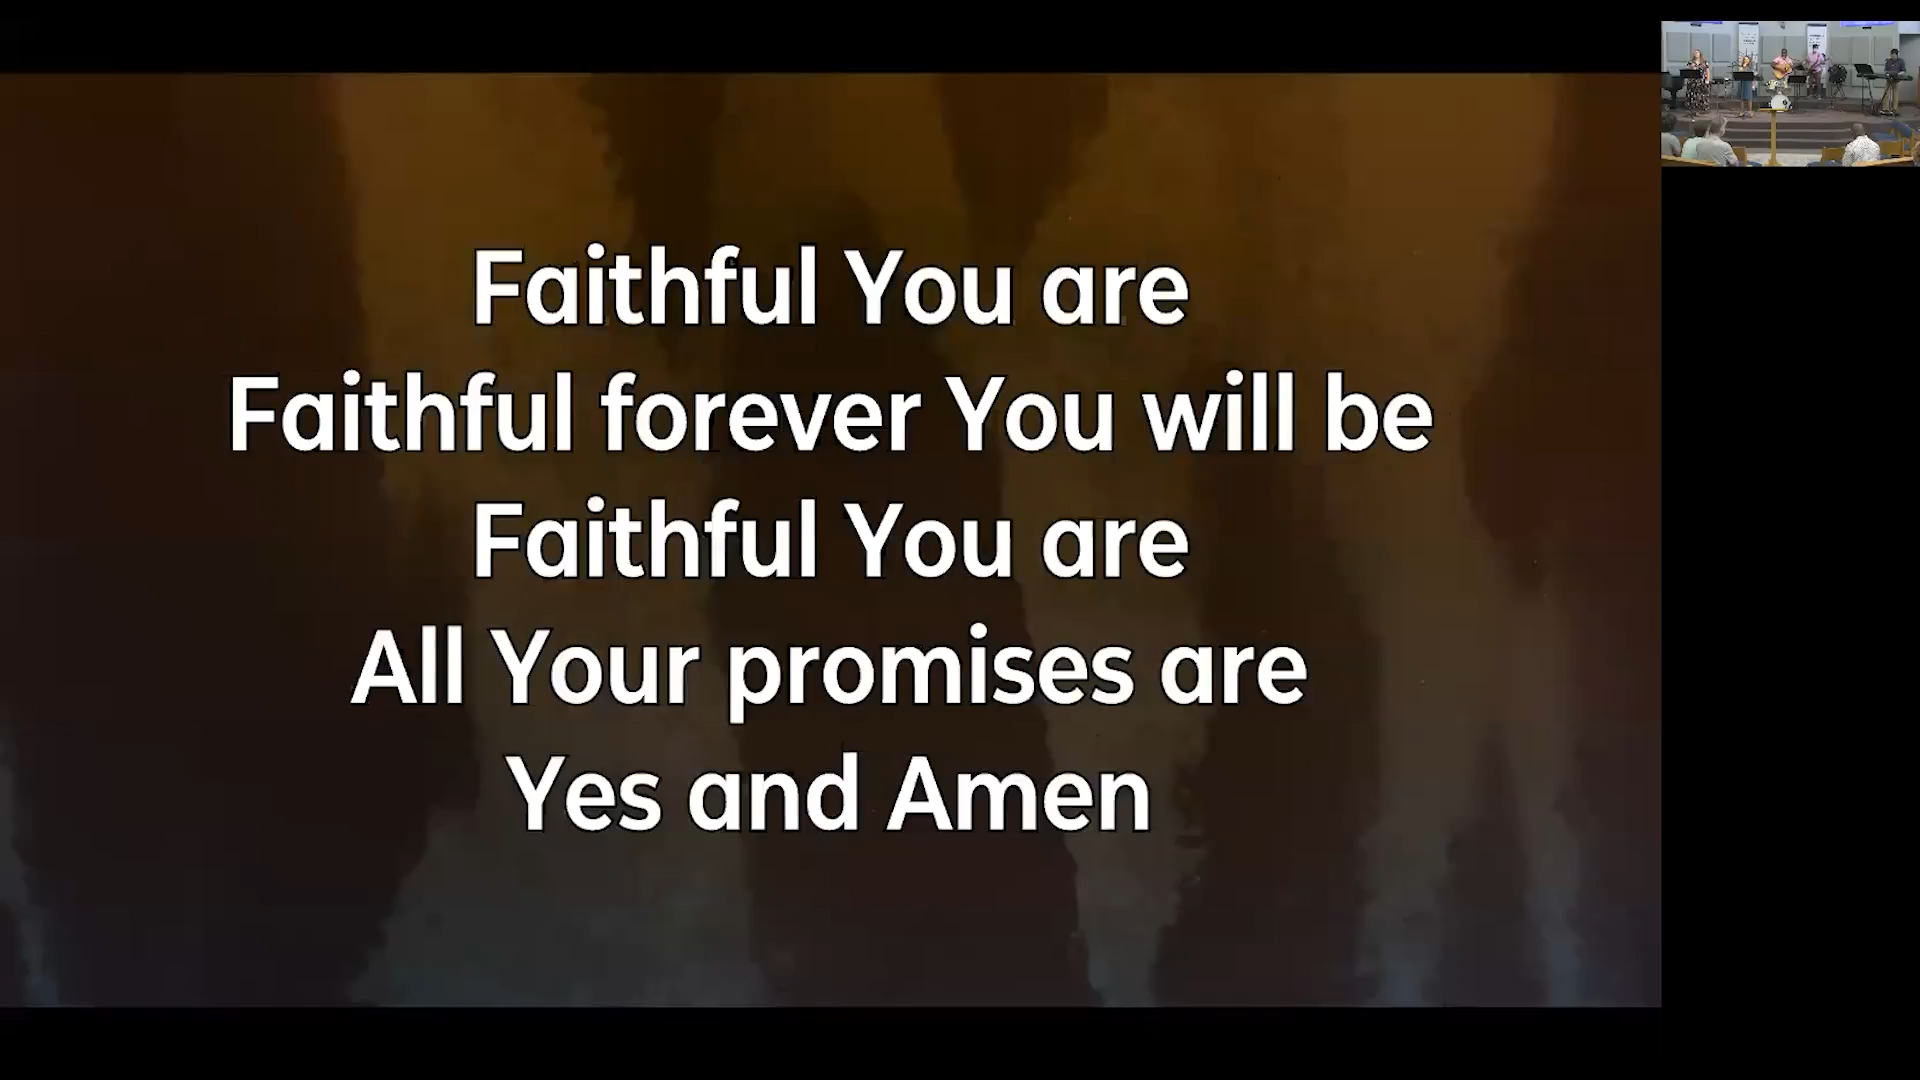 Faithful You are
Faithful forever You will be
Faithful You are
All Your promises are
Yes and Amen